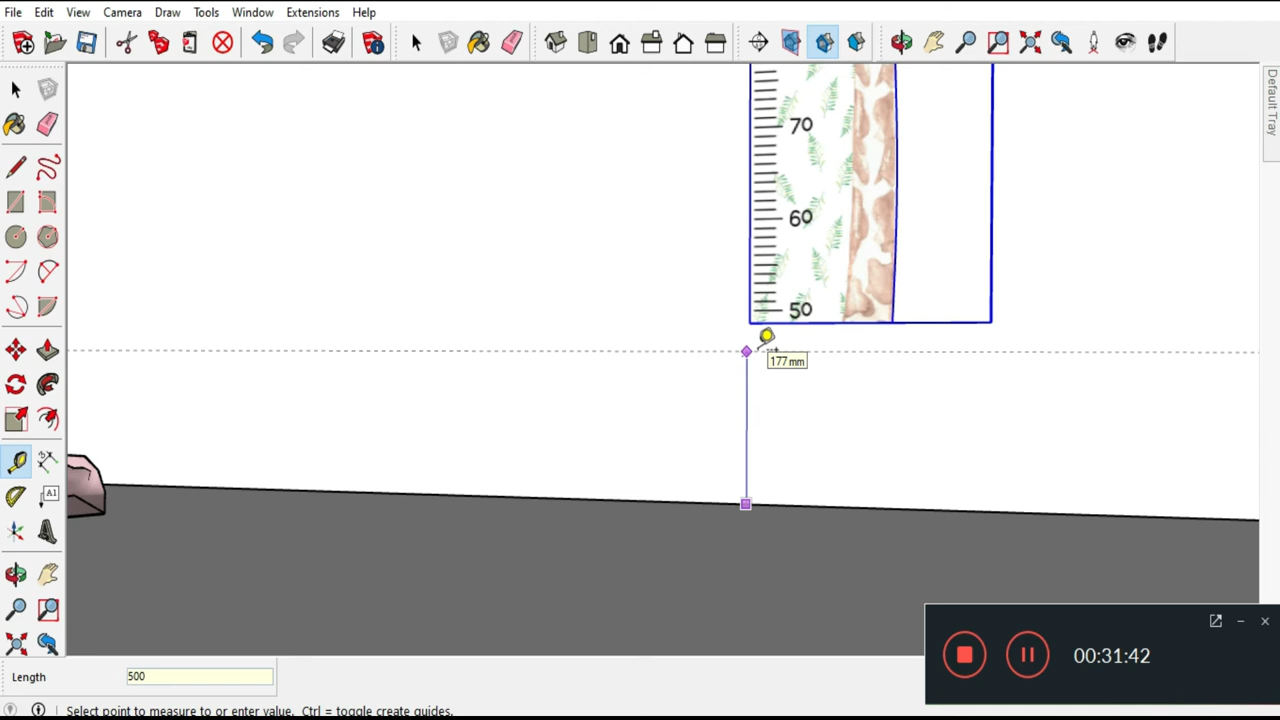 File Edit View Camera Draw Tools Window Extensions Help
Default Tray
70
60
50
177 mm
A1
00:31:42
Length 500
Select point to measure to or enter value. Ctrl = toggle create guides.